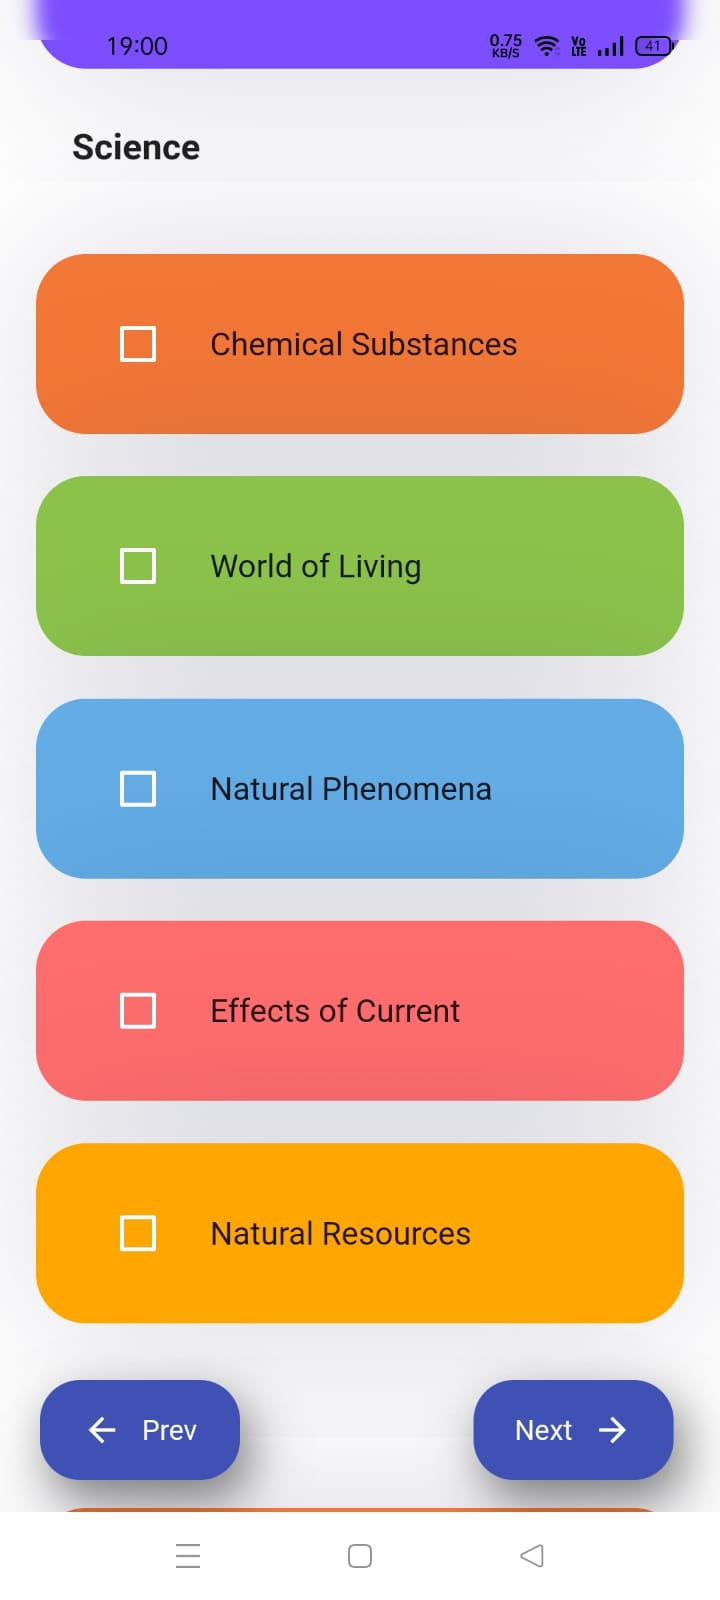 19:00 0.75 KB/S Vo LTE 41
Science
Chemical Substances
World of Living
Natural Phenomena
Effects of Current
Natural Resources
Prev Next